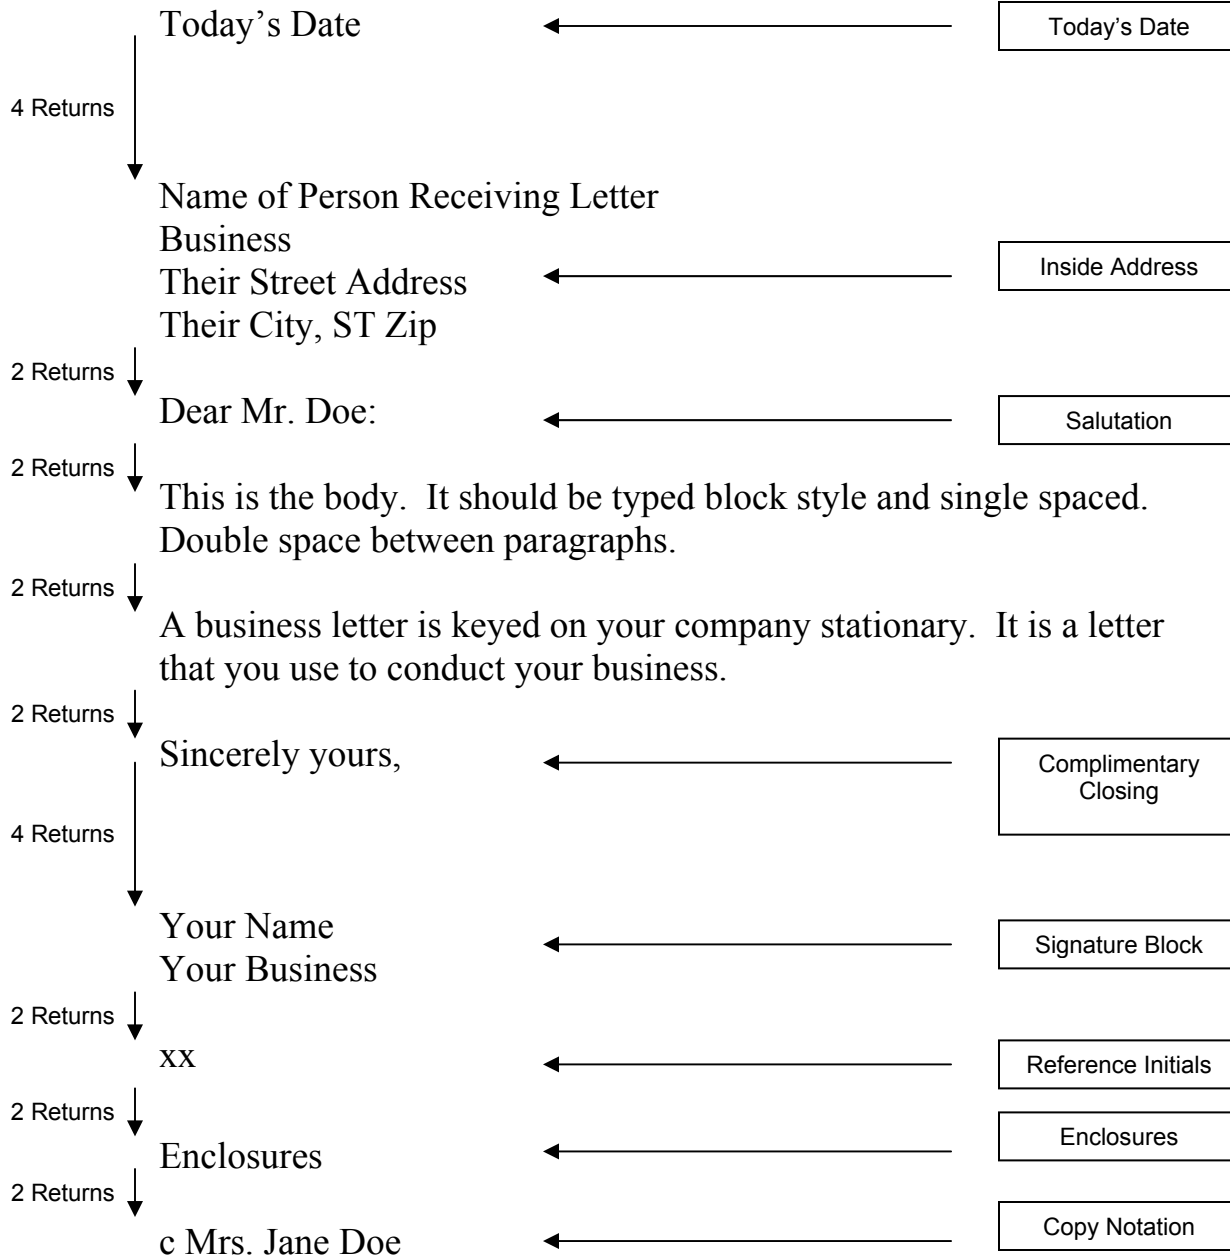 Today’s Date
Today’s Date
4 Returns
Name of Person Receiving Letter
Business
Their Street Address
Inside Address
Their City, ST Zip
2 Returns
Dear Mr. Doe:
Salutation
2 Returns
This is the body.  It should be typed block style and single spaced.
Double space between paragraphs.
2 Returns
A business letter is keyed on your company stationary.  It is a letter
that you use to conduct your business.
2 Returns
Sincerely yours,
Complimentary
Closing
4 Returns
Your Name
Your Business
Signature Block
2 Returns
xx
Reference Initials
2 Returns
Enclosures
Enclosures
2 Returns
c Mrs. Jane Doe
Copy Notation